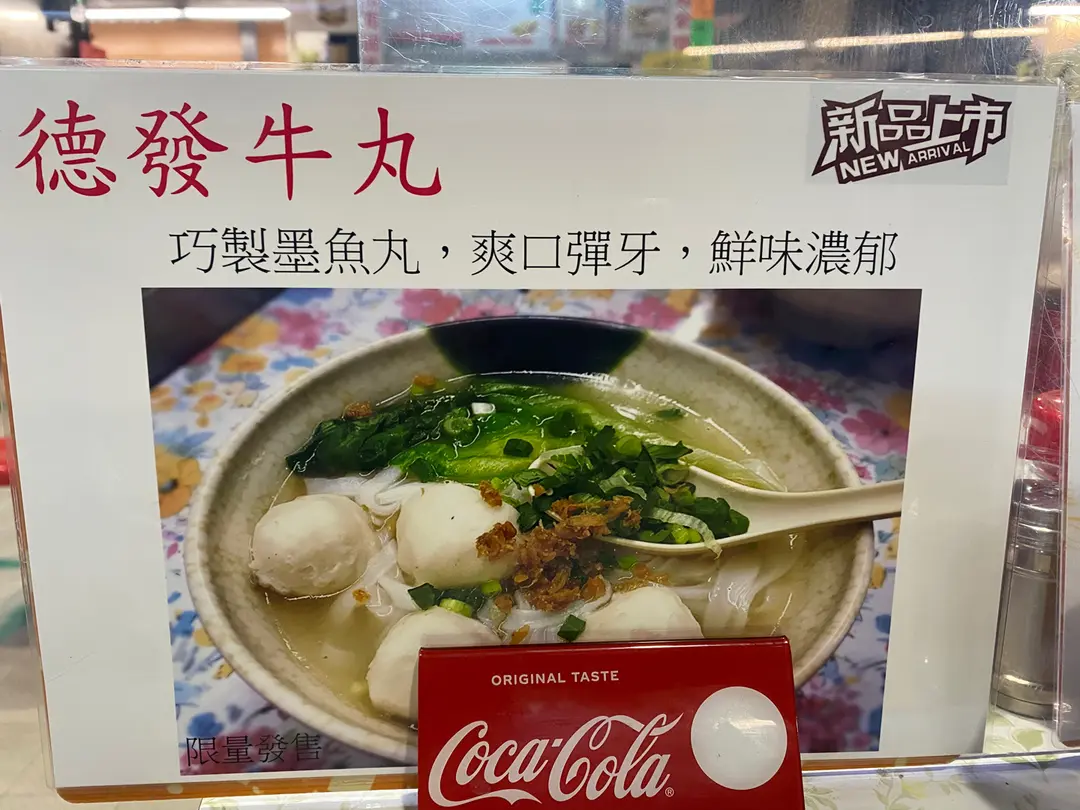 德發牛丸
新品上市
NEW ARRIVAL
巧製墨魚丸，爽口彈牙，鮮味濃郁
限量發售
ORIGINAL TASTE
Coca-Cola®